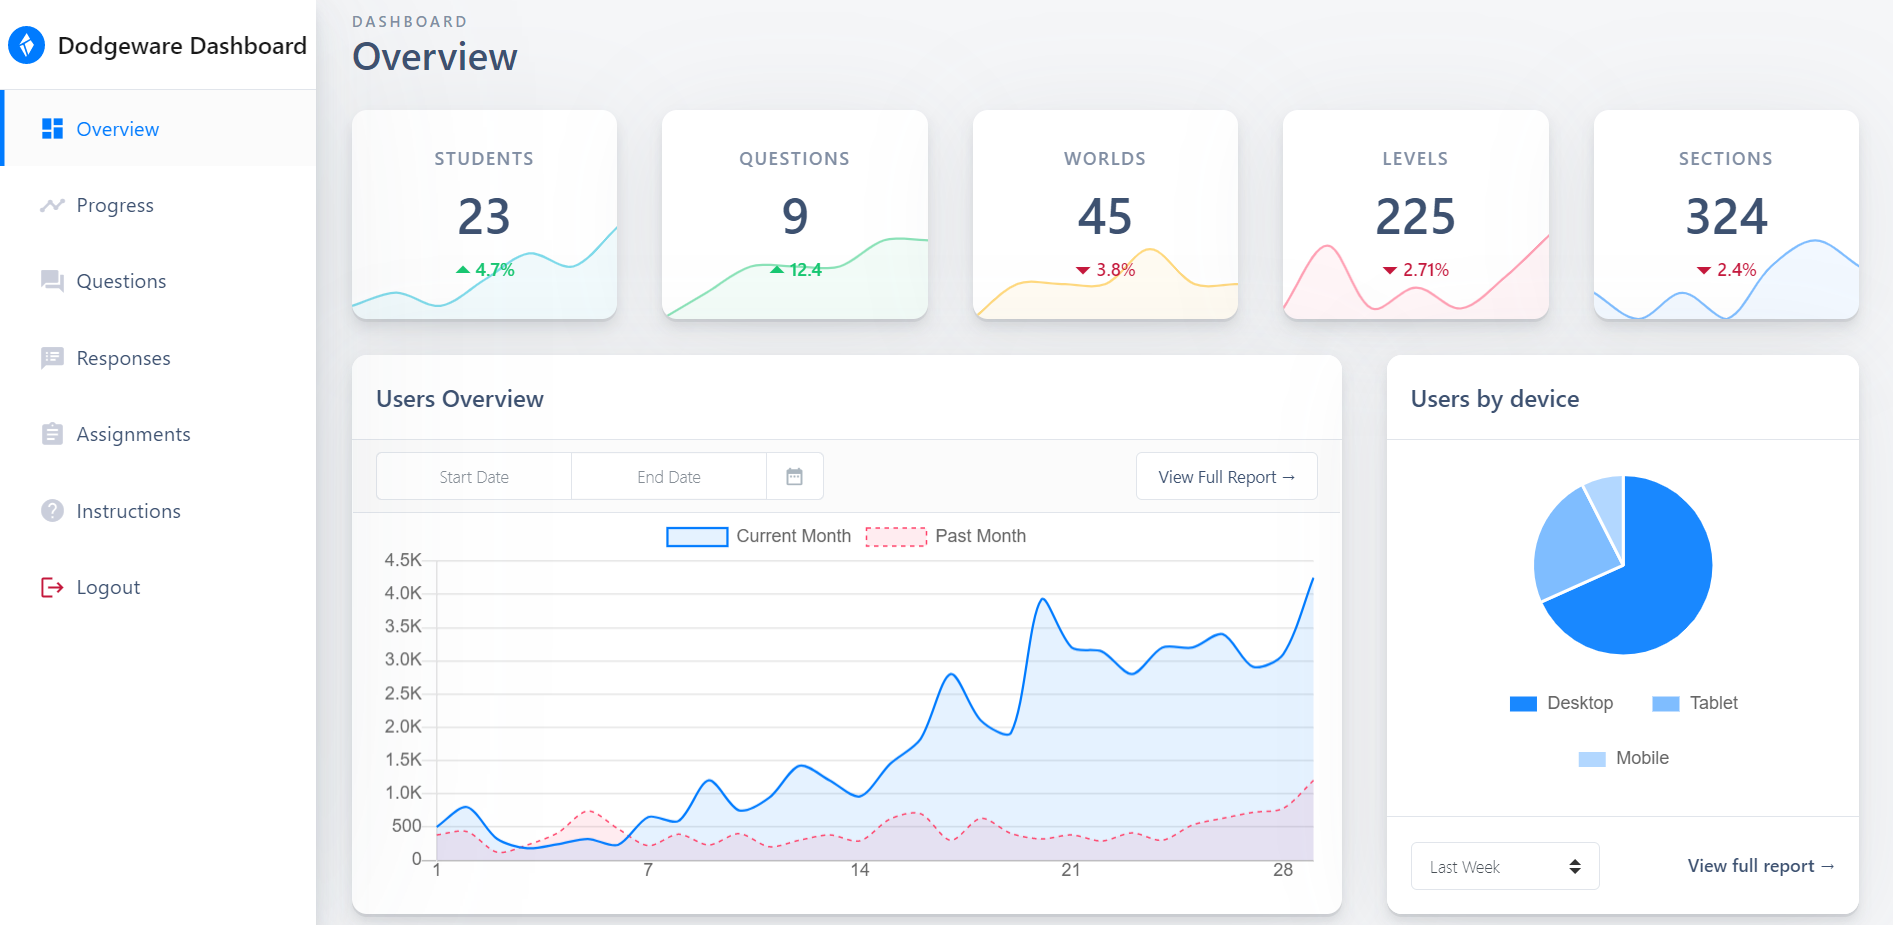 Dodgeware Dashboard
Overview
Progress
Questions
Responses
Assignments
Instructions
Logout
DASHBOARD
Overview
STUDENTS
23
4.7%
QUESTIONS
9
12.4
WORLDS
45
3.8%
LEVELS
225
2.71%
SECTIONS
324
2.4%
Users Overview
Start Date End Date View Full Report →
Current Month Past Month
4.5K
4.0K
3.5K
3.0K
2.5K
2.0K
1.5K
1.0K
500
0
1 7 14 21 28
Users by device
Desktop Tablet
Mobile
Last Week View full report →